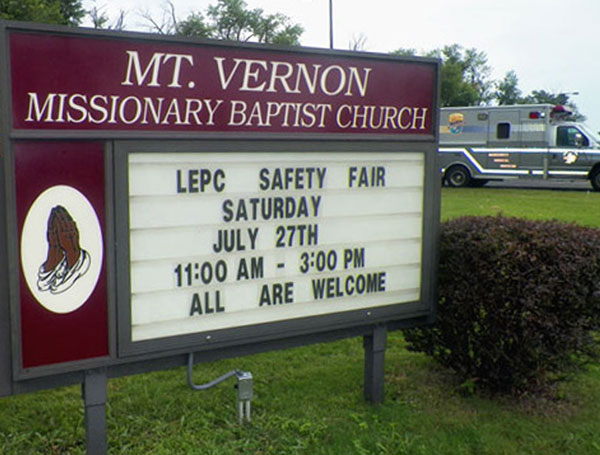 MT. VERNON
MISSIONARY BAPTIST CHURCH
LEPC SAFETY FAIR
SATURDAY
JULY 27TH
11:00 AM - 3:00 PM
ALL ARE WELCOME